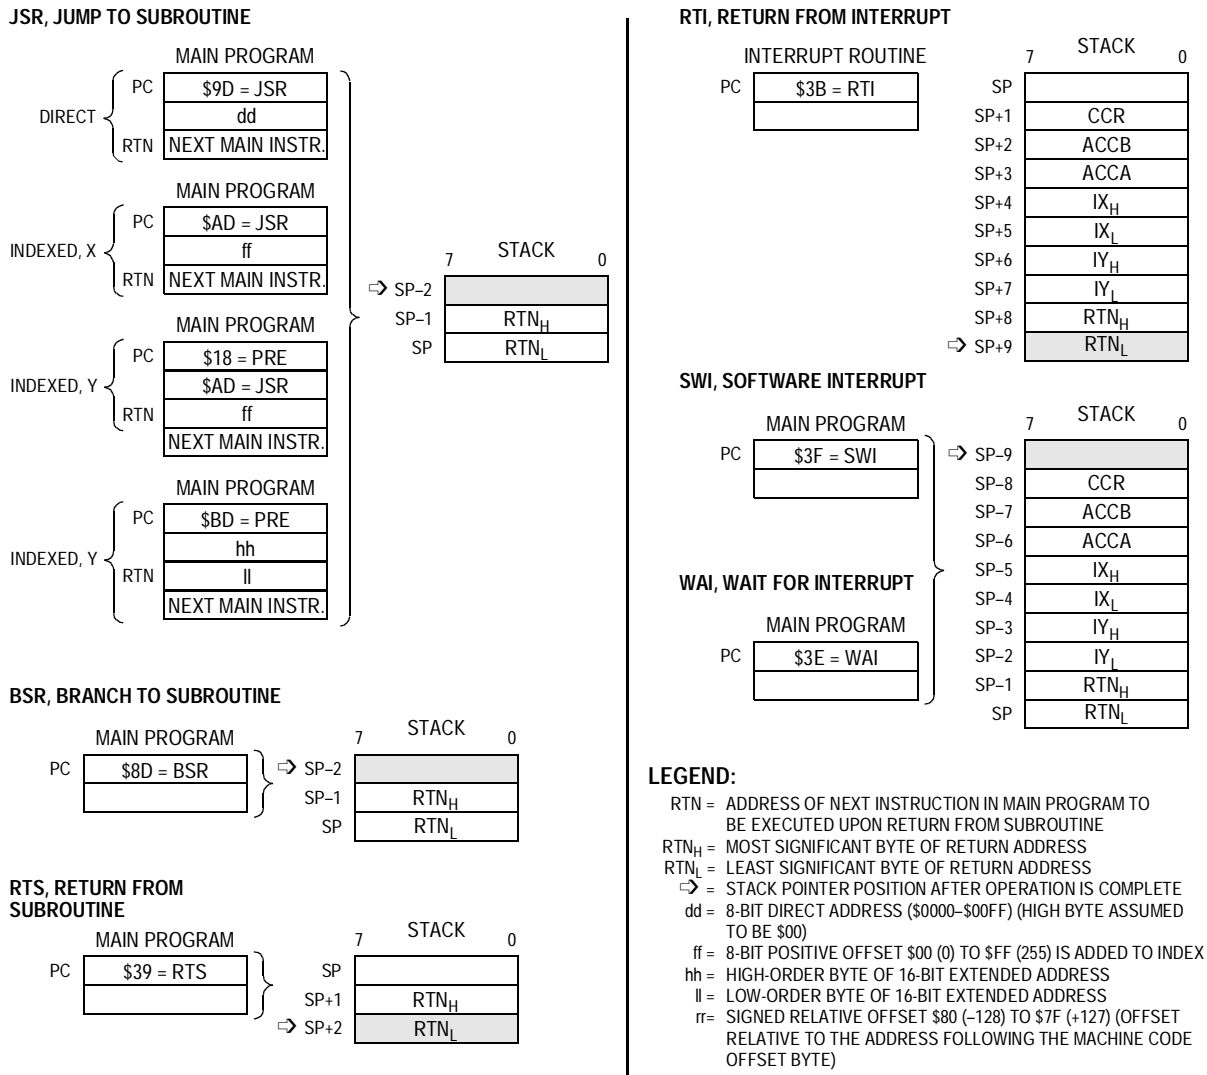 JSR, JUMP TO SUBROUTINE
MAIN PROGRAM
PC $9D = JSR
DIRECT dd
RTN NEXT MAIN INSTR.
MAIN PROGRAM
PC $AD = JSR
INDEXED, X ff
RTN NEXT MAIN INSTR.
MAIN PROGRAM
PC $18 = PRE
INDEXED, Y $AD = JSR
RTN ff
NEXT MAIN INSTR.
MAIN PROGRAM
PC $BD = PRE
INDEXED, Y hh
RTN ll
NEXT MAIN INSTR.
7 STACK 0
➩ SP–2
SP–1 RTNH
SP RTNL
BSR, BRANCH TO SUBROUTINE
MAIN PROGRAM
PC $8D = BSR
7 STACK 0
➩ SP–2
SP–1 RTNH
SP RTNL
RTS, RETURN FROM
SUBROUTINE
MAIN PROGRAM
PC $39 = RTS
7 STACK 0
SP
SP+1 RTNH
➩ SP+2 RTNL
RTI, RETURN FROM INTERRUPT
INTERRUPT ROUTINE
PC $3B = RTI
7 STACK 0
SP
SP+1 CCR
SP+2 ACCB
SP+3 ACCA
SP+4 IXH
SP+5 IXL
SP+6 IYH
SP+7 IYL
SP+8 RTNH
➩ SP+9 RTNL
SWI, SOFTWARE INTERRUPT
MAIN PROGRAM
PC $3F = SWI
WAI, WAIT FOR INTERRUPT
MAIN PROGRAM
PC $3E = WAI
7 STACK 0
➩ SP–9
SP–8 CCR
SP–7 ACCB
SP–6 ACCA
SP–5 IXH
SP–4 IXL
SP–3 IYH
SP–2 IYL
SP–1 RTNH
SP RTNL
LEGEND:
RTN = ADDRESS OF NEXT INSTRUCTION IN MAIN PROGRAM TO
BE EXECUTED UPON RETURN FROM SUBROUTINE
RTNH = MOST SIGNIFICANT BYTE OF RETURN ADDRESS
RTNL = LEAST SIGNIFICANT BYTE OF RETURN ADDRESS
➩ = STACK POINTER POSITION AFTER OPERATION IS COMPLETE
dd = 8-BIT DIRECT ADDRESS ($0000–$00FF) (HIGH BYTE ASSUMED
TO BE $00)
ff = 8-BIT POSITIVE OFFSET $00 (0) TO $FF (255) IS ADDED TO INDEX
hh = HIGH-ORDER BYTE OF 16-BIT EXTENDED ADDRESS
ll = LOW-ORDER BYTE OF 16-BIT EXTENDED ADDRESS
rr= SIGNED RELATIVE OFFSET $80 (–128) TO $7F (+127) (OFFSET
RELATIVE TO THE ADDRESS FOLLOWING THE MACHINE CODE
OFFSET BYTE)